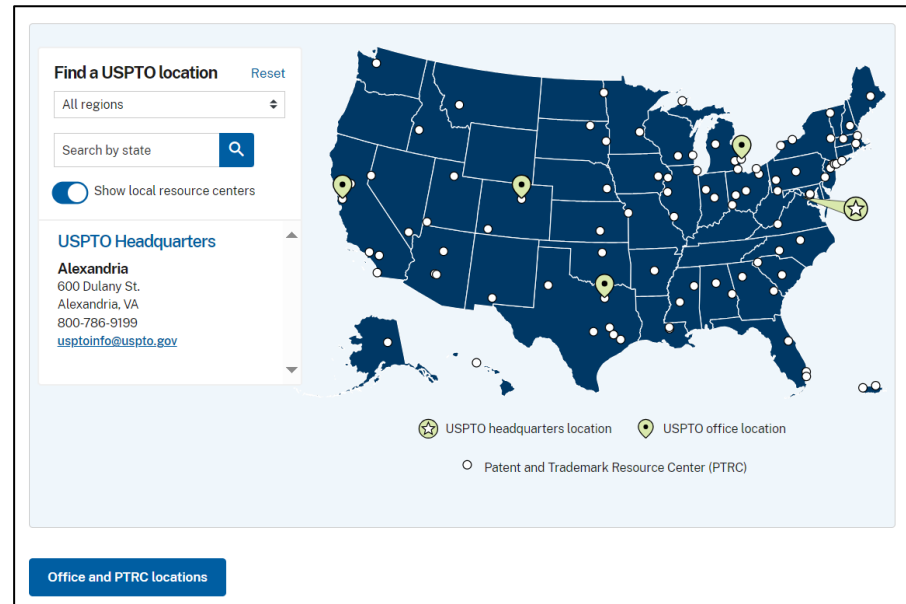 Find a USPTO location
Reset
All regions
Search by state
Show local resource centers
USPTO Headquarters
Alexandria
600 Dulany St.
Alexandria, VA
800-786-9199
usptoinfo@uspto.gov
USPTO headquarters location
USPTO office location
Patent and Trademark Resource Center (PTRC)
Office and PTRC locations